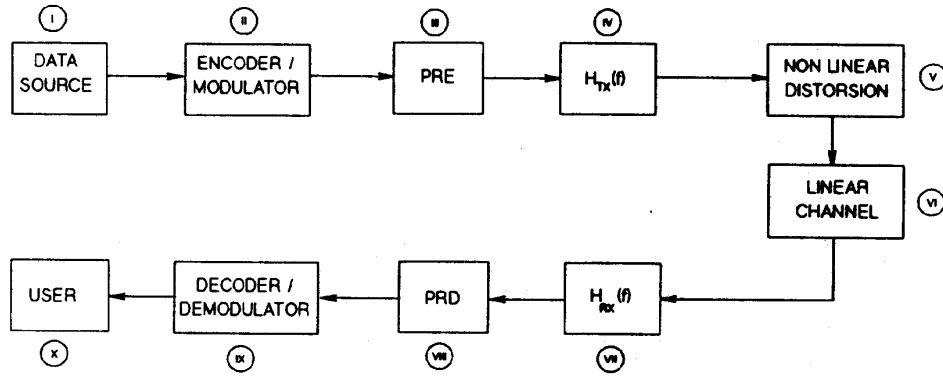 I
II
III
IV
DATA
SOURCE
ENCODER /
MODULATOR
PRE
H_TX(f)
NON LINEAR
DISTORSION
V
LINEAR
CHANNEL
VI
USER
DECODER /
DEMODULATOR
PRD
H_RX(f)
X
IX
VIII
VII